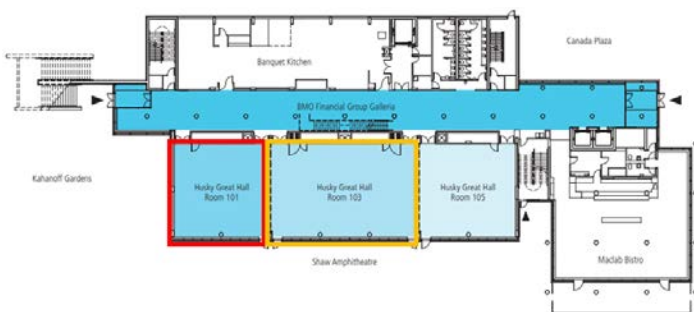 Canada Plaza
Banquet Kitchen
BMO Financial Group Galleria
Kahanoff Gardens
Husky Great Hall
Room 101
Husky Great Hall
Room 103
Husky Great Hall
Room 105
Shaw Amphitheatre
Maclab Bistro